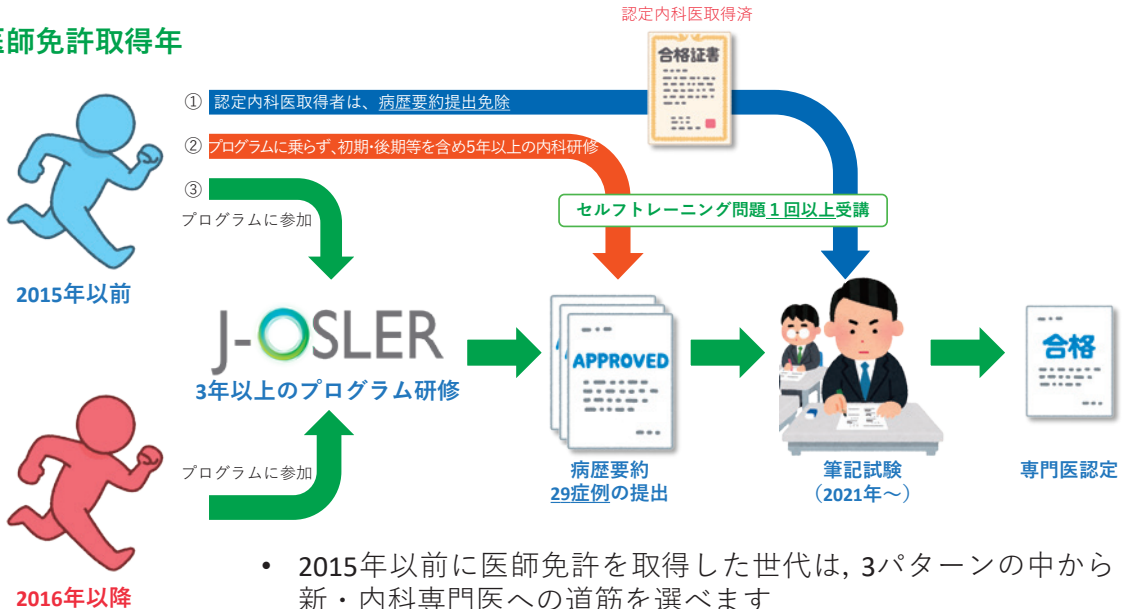 認定内科医取得済
医師免許取得年
合格証書
① 認定内科医取得者は、病歴要約提出免除
② プログラムに乗らず、初期・後期等を含め5年以上の内科研修
③
プログラムに参加
セルフトレーニング問題１回以上受講
2015年以前
J-OSLER
3年以上のプログラム研修
APPROVED
合格
プログラムに参加
病歴要約
29症例の提出
筆記試験
（2021年～）
専門医認定
2016年以降
• 2015年以前に医師免許を取得した世代は, 3パターンの中から
新・内科専門医への道筋を選べます